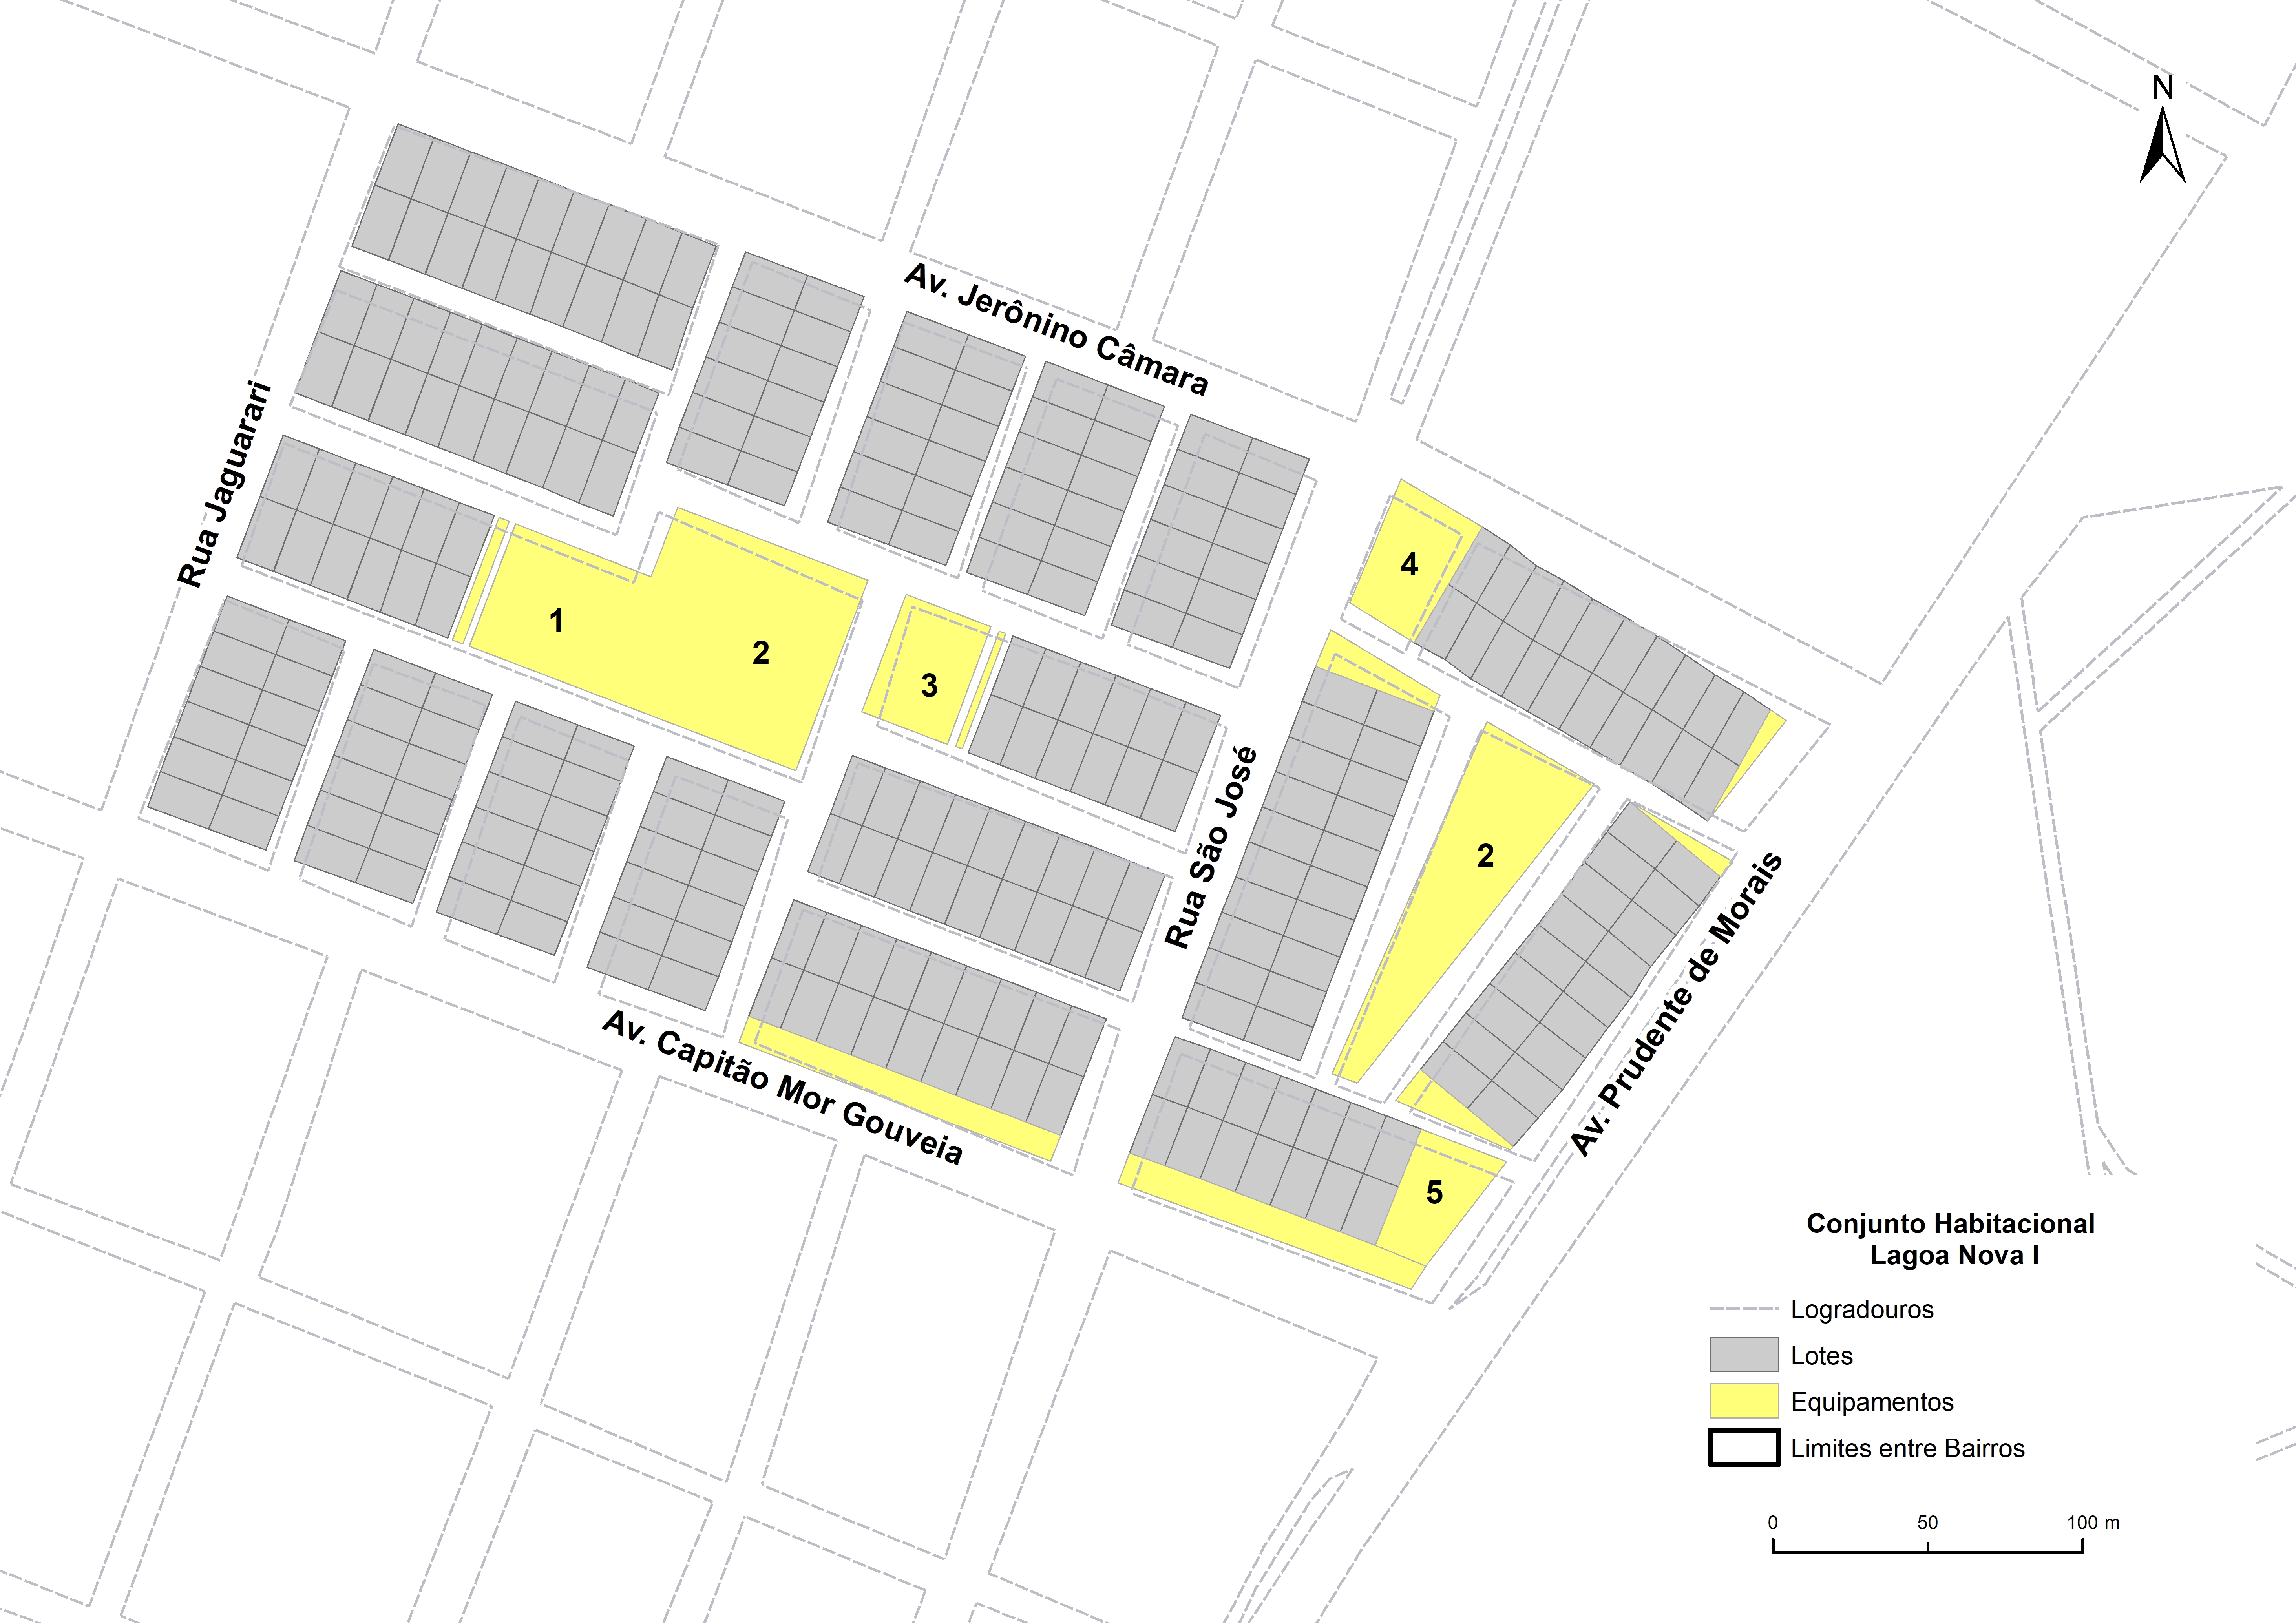 N
Av. Jerônino Câmara
Rua Jaguarari
4
1
2
3
Rua São José
2
Av. Prudente de Morais
Av. Capitão Mor Gouveia
5
Conjunto Habitacional
Lagoa Nova I
Logradouros
Lotes
Equipamentos
Limites entre Bairros
0 50 100 m